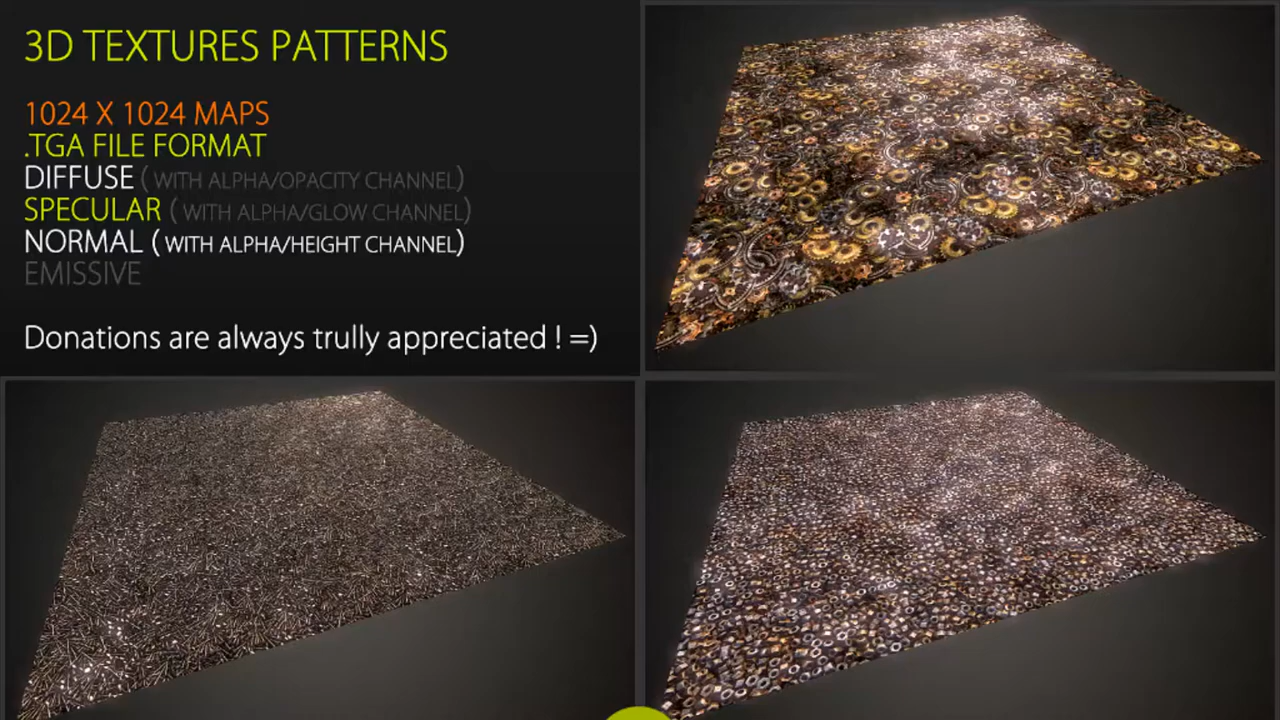 3D TEXTURES PATTERNS
1024 X 1024 MAPS
.TGA FILE FORMAT
DIFFUSE ( WITH ALPHA/OPACITY CHANNEL)
SPECULAR ( WITH ALPHA/GLOW CHANNEL)
NORMAL ( WITH ALPHA/HEIGHT CHANNEL)
EMISSIVE
Donations are always trully appreciated ! =)